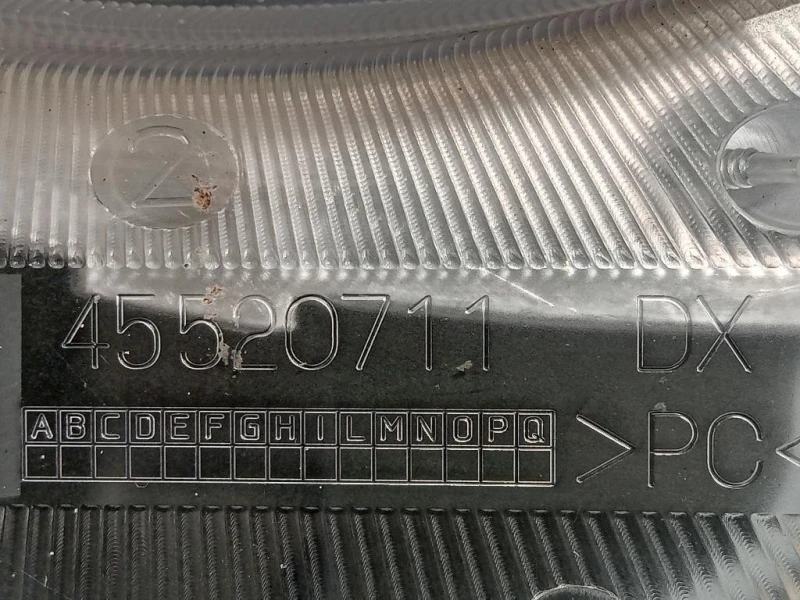 2
45520711 DX
ABCDEFGHILMNOPQ
>PC<